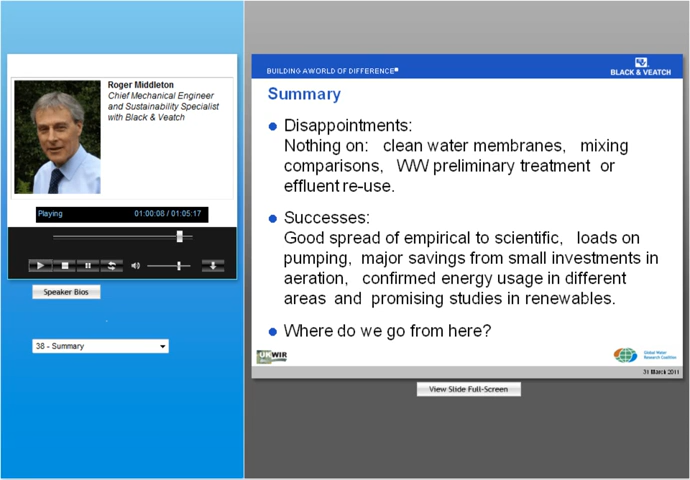 Roger Middleton
Chief Mechanical Engineer
and Sustainability Specialist
with Black & Veatch
Playing 01:00:08 / 01:05:17
Speaker Bios
38 - Summary
BUILDING A WORLD OF DIFFERENCE
BLACK & VEATCH
Summary
Disappointments:
Nothing on: clean water membranes, mixing
comparisons, WW preliminary treatment or
effluent re-use.
Successes:
Good spread of empirical to scientific, loads on
pumping, major savings from small investments in
aeration, confirmed energy usage in different
areas and promising studies in renewables.
Where do we go from here?
UKWIR
Global Water
Research Coalition
31 March 2011
View Slide Full-Screen